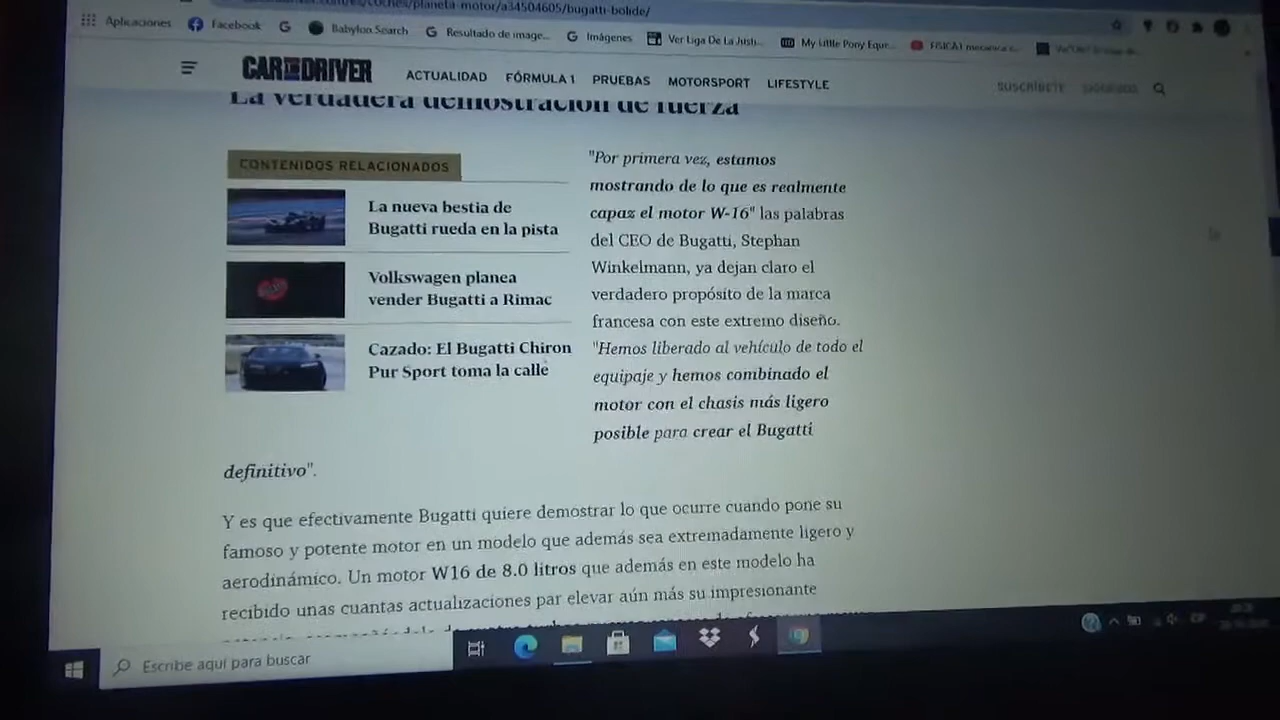 /coches/planeta-motor/a34504605/bugatti-bolide/
Aplicaciones
Facebook
Babylon Search
Resultado de image...
Imágenes
Ver Liga De La Justi...
My Little Pony Eque...
CAR AND DRIVER
ACTUALIDAD
FÓRMULA 1
PRUEBAS
MOTORSPORT
LIFESTYLE
SUSCRÍBETE
La verdadera demostración de fuerza
CONTENIDOS RELACIONADOS
La nueva bestia de
Bugatti rueda en la pista
Volkswagen planea
vender Bugatti a Rimac
Cazado: El Bugatti Chiron
Pur Sport toma la calle
"Por primera vez, estamos
mostrando de lo que es realmente
capaz el motor W-16" las palabras
del CEO de Bugatti, Stephan
Winkelmann, ya dejan claro el
verdadero propósito de la marca
francesa con este extremo diseño.
"Hemos liberado al vehículo de todo el
equipaje y hemos combinado el
motor con el chasis más ligero
posible para crear el Bugatti
definitivo".
Y es que efectivamente Bugatti quiere demostrar lo que ocurre cuando pone su
famoso y potente motor en un modelo que además sea extremadamente ligero y
aerodinámico. Un motor W16 de 8.0 litros que además en este modelo ha
recibido unas cuantas actualizaciones par elevar aún más su impresionante
Escribe aquí para buscar